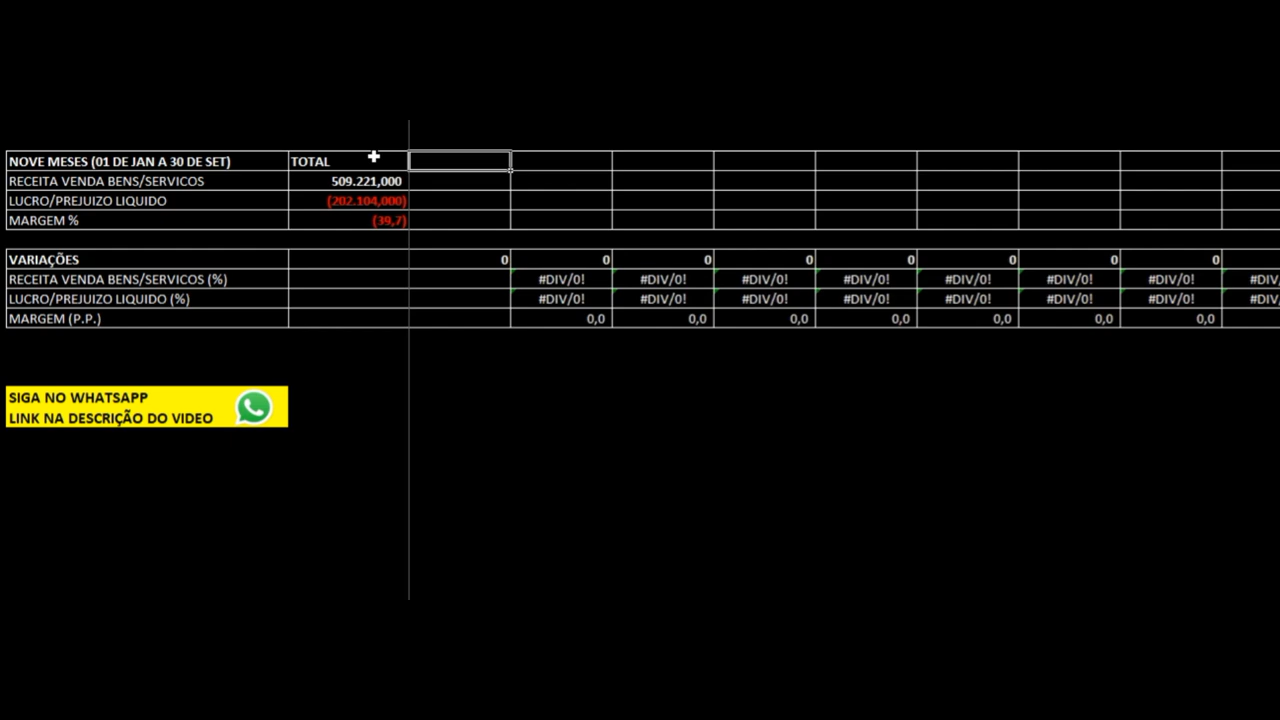 NOVE MESES (01 DE JAN A 30 DE SET) TOTAL
RECEITA VENDA BENS/SERVICOS 509.221,000
LUCRO/PREJUIZO LIQUIDO (202.104,000)
MARGEM % (39,7)
VARIAÇÕES 0 0 0 0 0 0 0 0
RECEITA VENDA BENS/SERVICOS (%) #DIV/0! #DIV/0! #DIV/0! #DIV/0! #DIV/0! #DIV/0! #DIV/0! #DIV/
LUCRO/PREJUIZO LIQUIDO (%) #DIV/0! #DIV/0! #DIV/0! #DIV/0! #DIV/0! #DIV/0! #DIV/0! #DIV/
MARGEM (P.P.) 0,0 0,0 0,0 0,0 0,0 0,0 0,0
SIGA NO WHATSAPP
LINK NA DESCRIÇÃO DO VIDEO